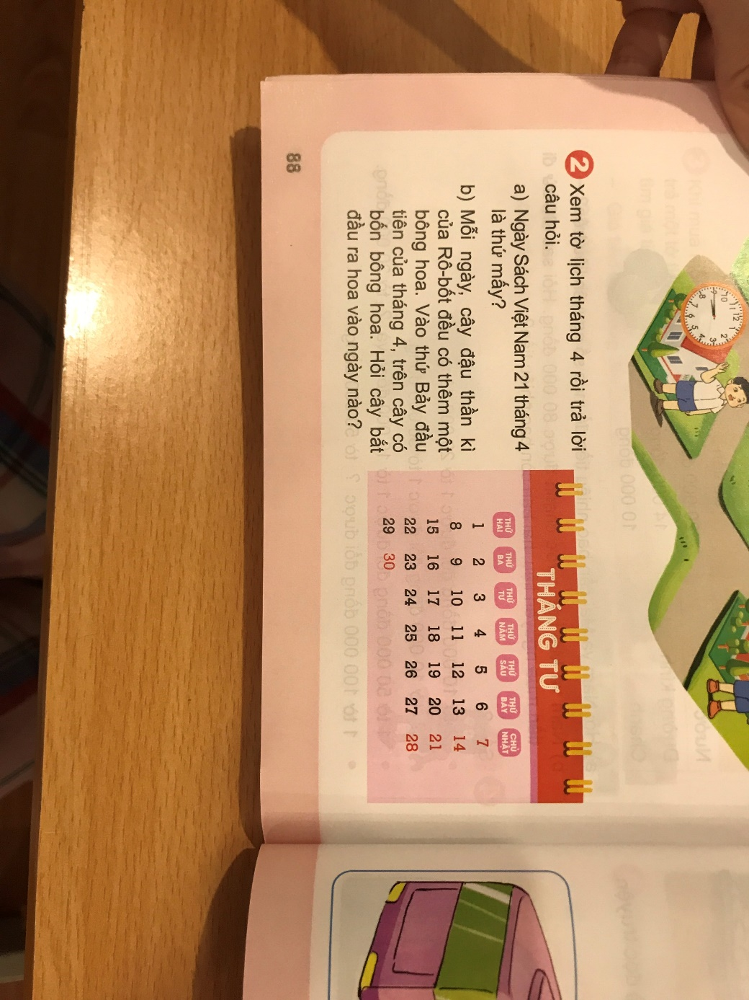 2 Xem tờ lịch tháng 4 rồi trả lời
câu hỏi.
a) Ngày Sách Việt Nam 21 tháng 4
là thứ mấy?
b) Mỗi ngày, cây đậu thần kì
của Rô-bốt đều có thêm một
bông hoa. Vào thứ Bảy đầu
tiên của tháng 4, trên cây có
bốn bông hoa. Hỏi cây bắt
đầu ra hoa vào ngày nào?
THÁNG TƯ
THỨ HAI THỨ BA THỨ TƯ THỨ NĂM THỨ SÁU THỨ BẢY CHỦ NHẬT
1 2 3 4 5 6 7
8 9 10 11 12 13 14
15 16 17 18 19 20 21
22 23 24 25 26 27 28
29 30
88